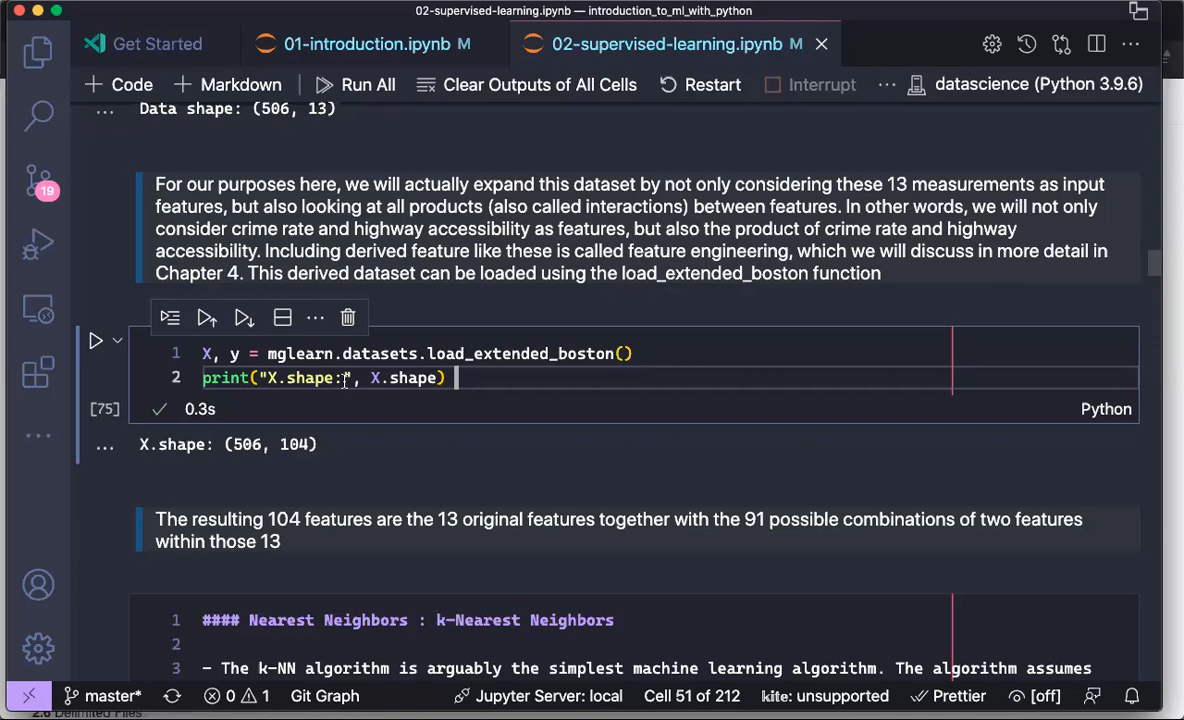 02-supervised-learning.ipynb — introduction_to_ml_with_python
Get Started 01-introduction.ipynb M 02-supervised-learning.ipynb M
Code Markdown Run All Clear Outputs of All Cells Restart Interrupt ... datascience (Python 3.9.6)
... Data shape: (506, 13)
For our purposes here, we will actually expand this dataset by not only considering these 13 measurements as input
features, but also looking at all products (also called interactions) between features. In other words, we will not only
consider crime rate and highway accessibility as features, but also the product of crime rate and highway
accessibility. Including derived feature like these is called feature engineering, which we will discuss in more detail in
Chapter 4. This derived dataset can be loaded using the load_extended_boston function
1 X, y = mglearn.datasets.load_extended_boston()
2 print("X.shape:", X.shape)
[75] 0.3s Python
... X.shape: (506, 104)
19
The resulting 104 features are the 13 original features together with the 91 possible combinations of two features
within those 13
1 #### Nearest Neighbors : k-Nearest Neighbors
2
3 - The k-NN algorithm is arguably the simplest machine learning algorithm. The algorithm assumes
master* 0 1 Git Graph Jupyter Server: local Cell 51 of 212 kite: unsupported Prettier [off]
2.6 Delimited Files